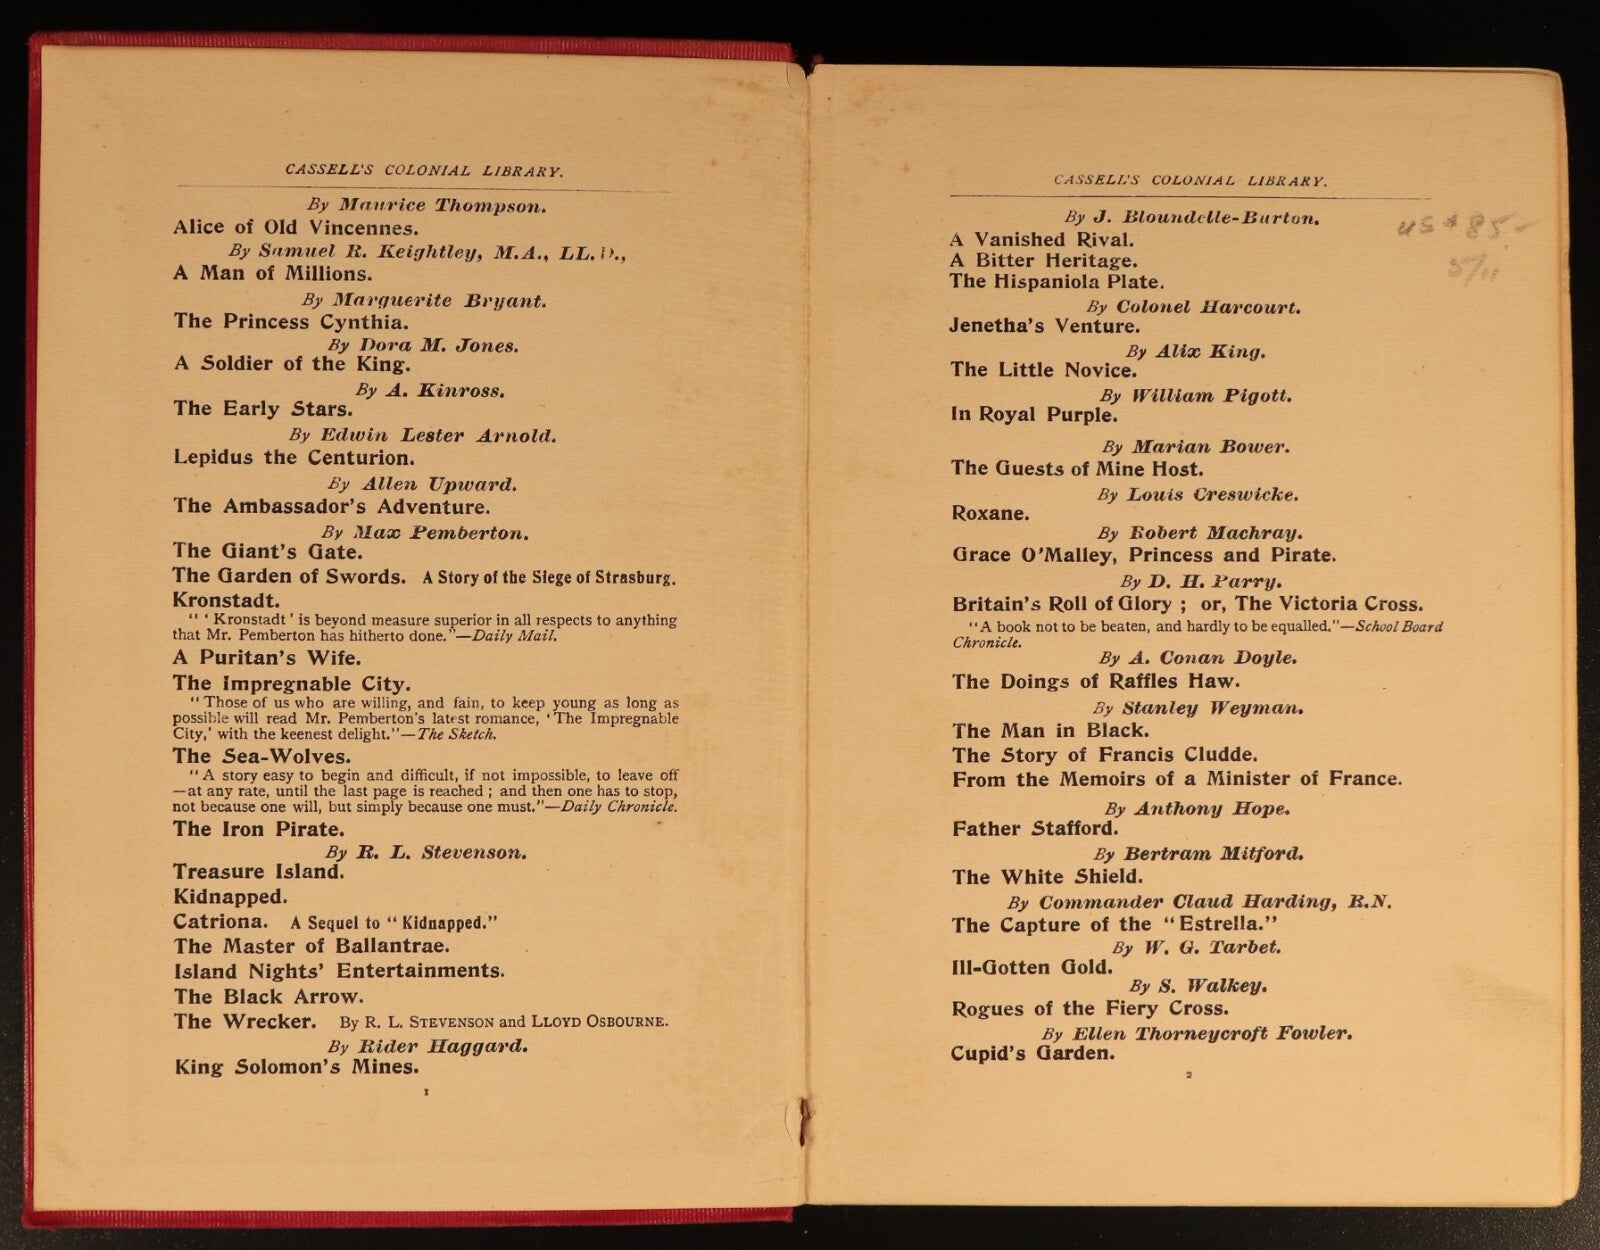 CASSELL'S COLONIAL LIBRARY.
By Maurice Thompson.
Alice of Old Vincennes.
By Samuel R. Keightley, M.A., LL.D.,
A Man of Millions.
By Marguerite Bryant.
The Princess Cynthia.
By Dora M. Jones.
A Soldier of the King.
By A. Kinross.
The Early Stars.
By Edwin Lester Arnold.
Lepidus the Centurion.
By Allen Upward.
The Ambassador's Adventure.
By Max Pemberton.
The Giant's Gate.
The Garden of Swords. A Story of the Siege of Strasburg.
Kronstadt.
"'Kronstadt' is beyond measure superior in all respects to anything
that Mr. Pemberton has hitherto done."—Daily Mail.
A Puritan's Wife.
The Impregnable City.
"Those of us who are willing, and fain, to keep young as long as
possible will read Mr. Pemberton's latest romance, 'The Impregnable
City,' with the keenest delight."—The Sketch.
The Sea-Wolves.
"A story easy to begin and difficult, if not impossible, to leave off
—at any rate, until the last page is reached; and then one has to stop,
not because one will, but simply because one must."—Daily Chronicle.
The Iron Pirate.
By R. L. Stevenson.
Treasure Island.
Kidnapped.
Catriona. A Sequel to "Kidnapped."
The Master of Ballantrae.
Island Nights' Entertainments.
The Black Arrow.
The Wrecker. By R. L. STEVENSON and LLOYD OSBOURNE.
By Rider Haggard.
King Solomon's Mines.
1
CASSELL'S COLONIAL LIBRARY.
By J. Bloundelle-Burton.
A Vanished Rival.
A Bitter Heritage.
The Hispaniola Plate.
By Colonel Harcourt.
Jenetha's Venture.
By Alix King.
The Little Novice.
By William Pigott.
In Royal Purple.
By Marian Bower.
The Guests of Mine Host.
By Louis Creswicke.
Roxane.
By Robert Machray.
Grace O'Malley, Princess and Pirate.
By D. H. Parry.
Britain's Roll of Glory; or, The Victoria Cross.
"A book not to be beaten, and hardly to be equalled."—School Board
Chronicle.
By A. Conan Doyle.
The Doings of Raffles Haw.
By Stanley Weyman.
The Man in Black.
The Story of Francis Cludde.
From the Memoirs of a Minister of France.
By Anthony Hope.
Father Stafford.
By Bertram Mitford.
The White Shield.
By Commander Claud Harding, R.N.
The Capture of the "Estrella."
By W. G. Tarbet.
Ill-Gotten Gold.
By S. Walkey.
Rogues of the Fiery Cross.
By Ellen Thorneycroft Fowler.
Cupid's Garden.
2
US $85-